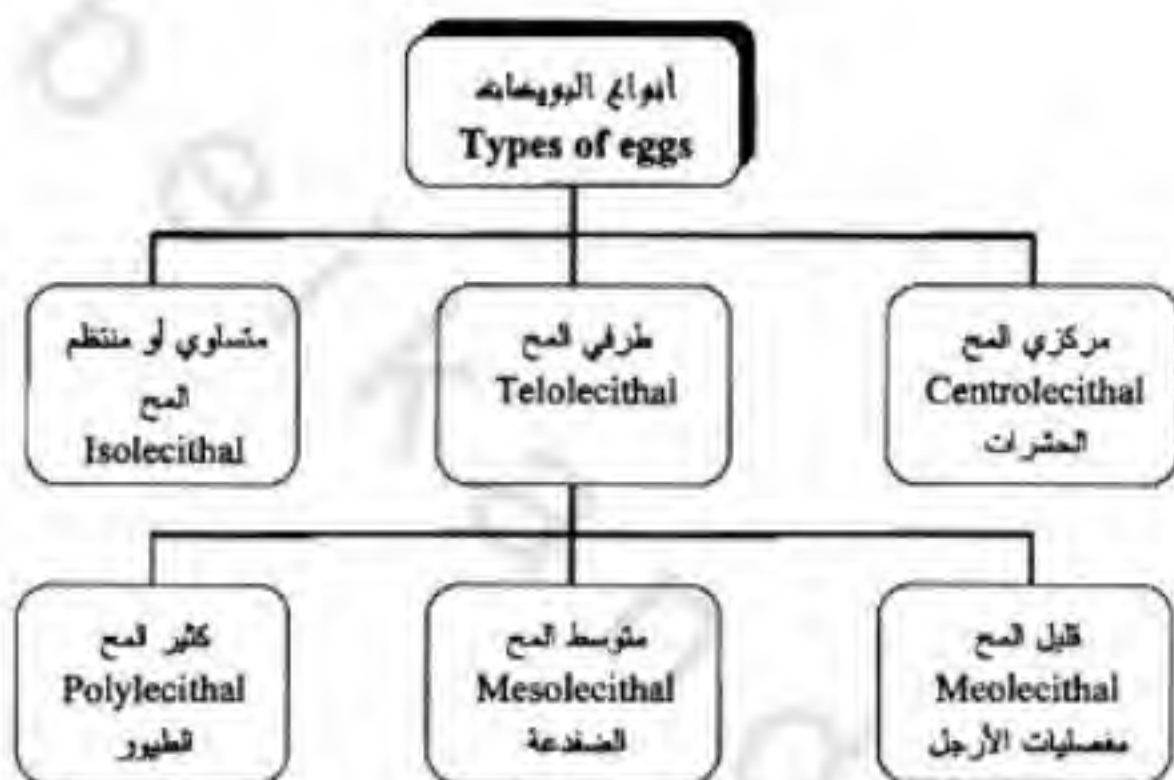 أنواع البويضات
Types of eggs
متساوي أو منتظم
المح
Isolecithal
طرفي المح
Telolecithal
مركزي المح
Centrolecithal
الحشرات
كثير المح
Polylecithal
الطيور
متوسط المح
Mesolecithal
الضفدعة
قليل المح
Meolecithal
مفصليات الأرجل